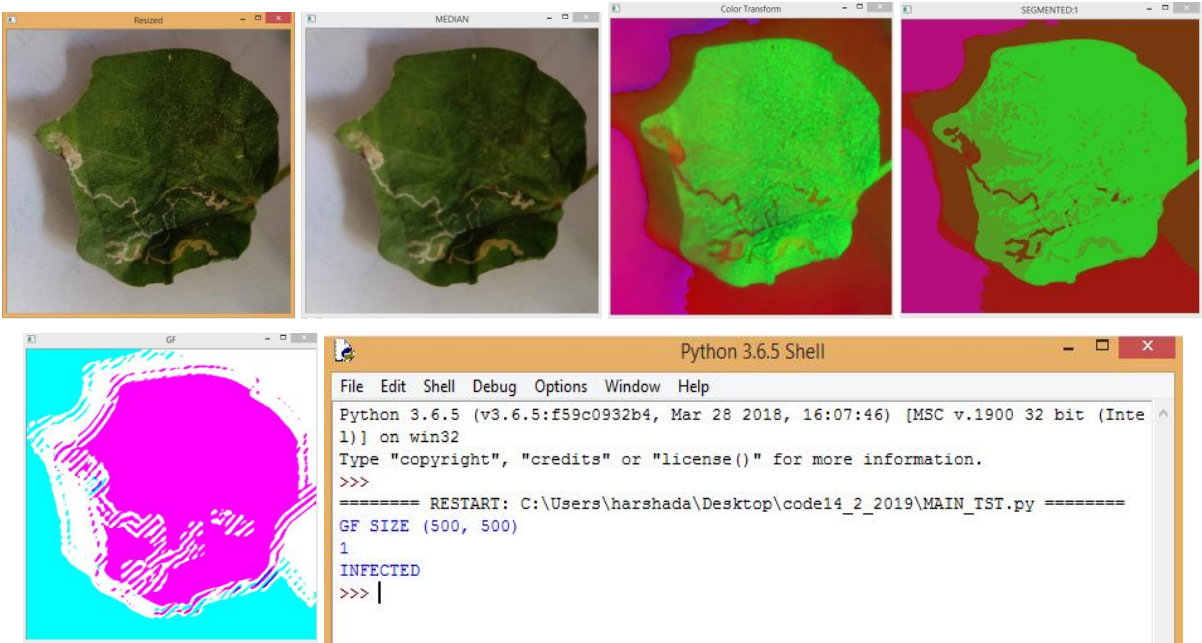 Resized
MEDIAN
Color Transform
SEGMENTED:1
GF
Python 3.6.5 Shell
File Edit Shell Debug Options Window Help
Python 3.6.5 (v3.6.5:f59c0932b4, Mar 28 2018, 16:07:46) [MSC v.1900 32 bit (Inte
l)] on win32
Type "copyright", "credits" or "license()" for more information.
>>>
======== RESTART: C:\Users\harshada\Desktop\code14_2_2019\MAIN_TST.py ========
GF SIZE (500, 500)
1
INFECTED
>>>